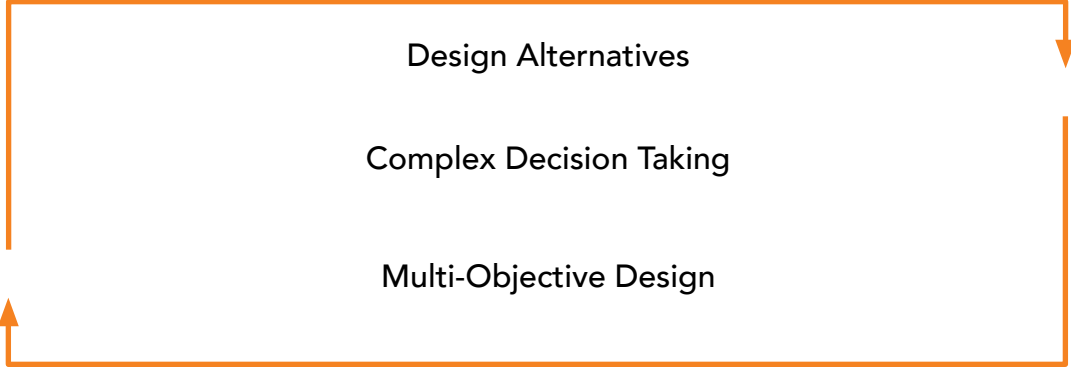 Design Alternatives
Complex Decision Taking
Multi-Objective Design